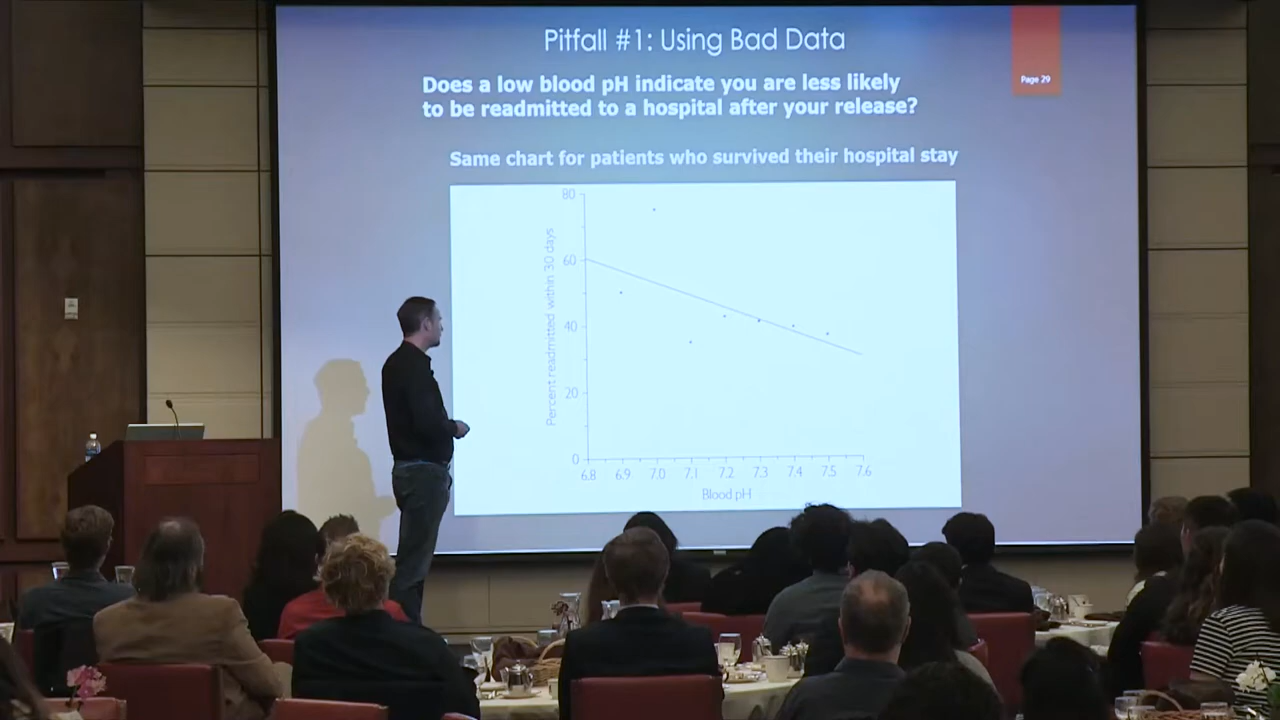 Pitfall #1: Using Bad Data
Page 29
Does a low blood pH indicate you are less likely
to be readmitted to a hospital after your release?
Same chart for patients who survived their hospital stay
Percent readmitted within 30 days
80
60
40
20
0
6.8 6.9 7.0 7.1 7.2 7.3 7.4 7.5 7.6
Blood pH